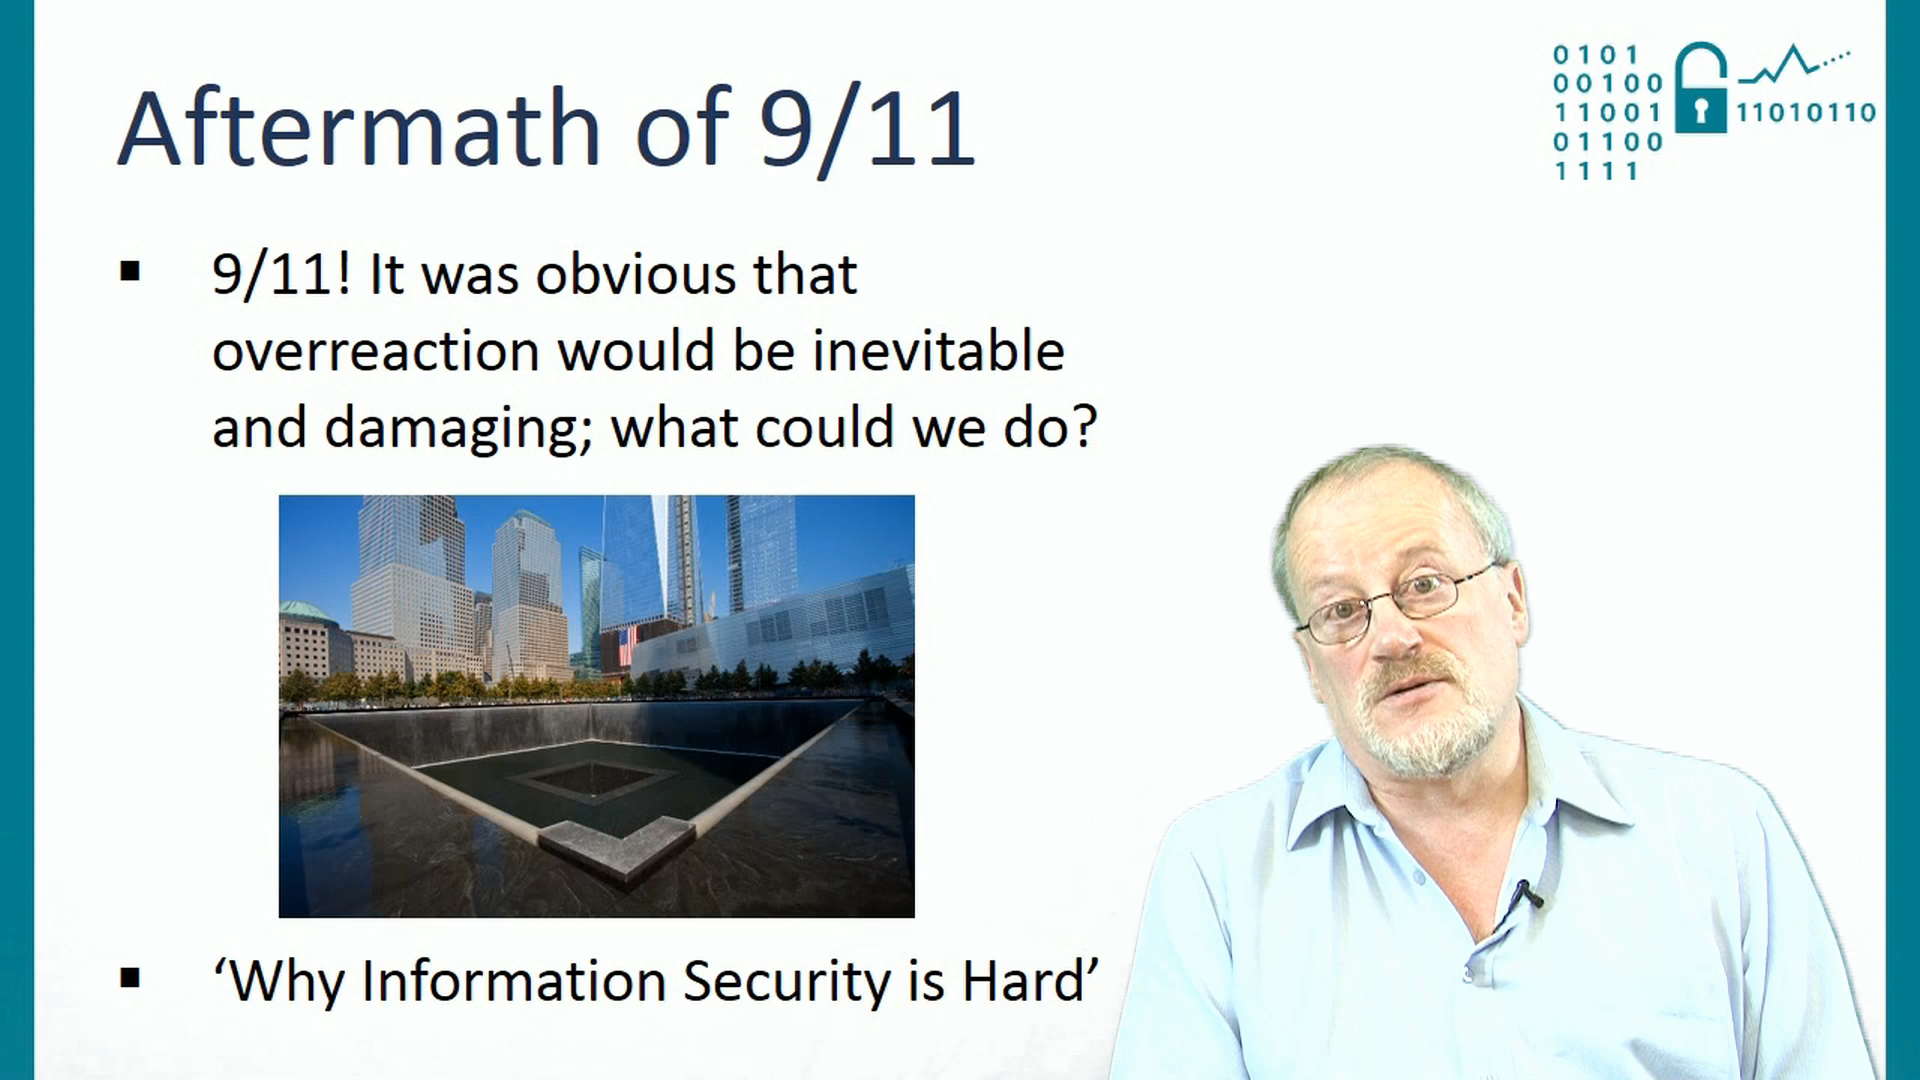 Aftermath of 9/11
0101
00100
11001
01100
1111
11010110
▪ 9/11! It was obvious that
overreaction would be inevitable
and damaging; what could we do?
▪ ‘Why Information Security is Hard’